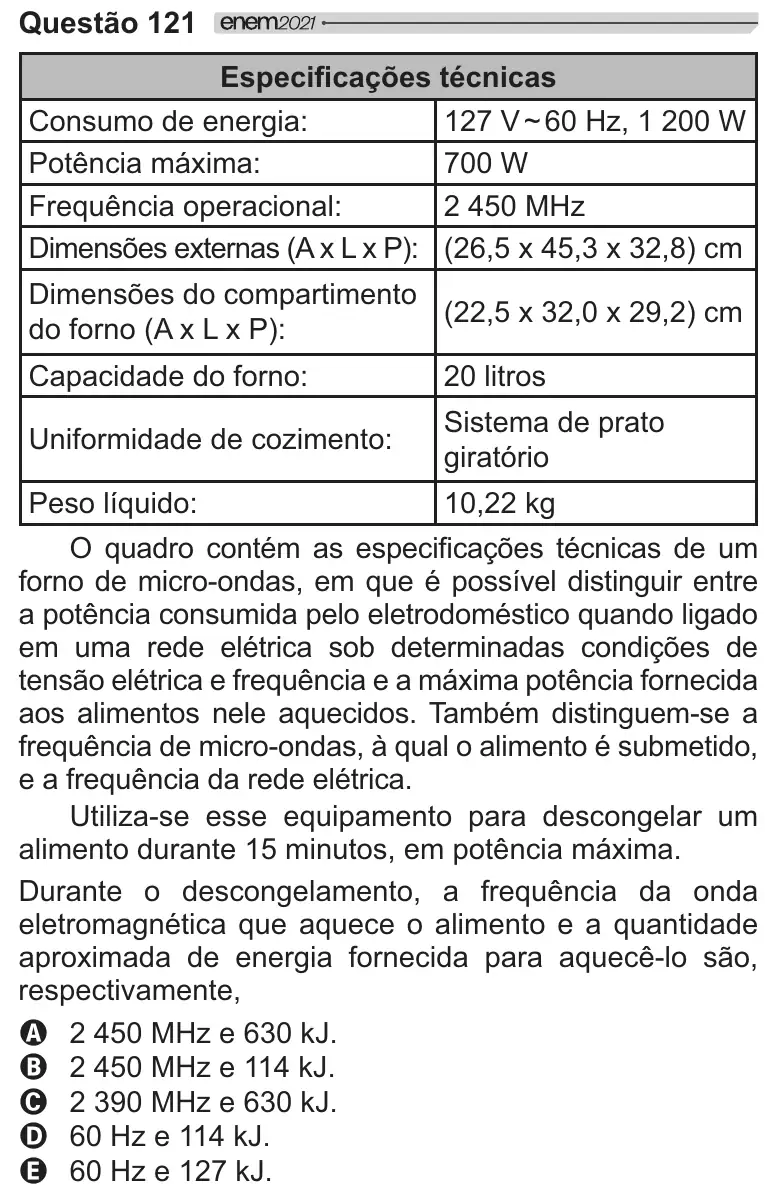 Questão 121 enem2021
Especificações técnicas
Consumo de energia: 127 V~60 Hz, 1 200 W
Potência máxima: 700 W
Frequência operacional: 2 450 MHz
Dimensões externas (A x L x P): (26,5 x 45,3 x 32,8) cm
Dimensões do compartimento
do forno (A x L x P): (22,5 x 32,0 x 29,2) cm
Capacidade do forno: 20 litros
Uniformidade de cozimento: Sistema de prato
giratório
Peso líquido: 10,22 kg
O quadro contém as especificações técnicas de um
forno de micro-ondas, em que é possível distinguir entre
a potência consumida pelo eletrodoméstico quando ligado
em uma rede elétrica sob determinadas condições de
tensão elétrica e frequência e a máxima potência fornecida
aos alimentos nele aquecidos. Também distinguem-se a
frequência de micro-ondas, à qual o alimento é submetido,
e a frequência da rede elétrica.
Utiliza-se esse equipamento para descongelar um
alimento durante 15 minutos, em potência máxima.
Durante o descongelamento, a frequência da onda
eletromagnética que aquece o alimento e a quantidade
aproximada de energia fornecida para aquecê-lo são,
respectivamente,
A 2 450 MHz e 630 kJ.
B 2 450 MHz e 114 kJ.
C 2 390 MHz e 630 kJ.
D 60 Hz e 114 kJ.
E 60 Hz e 127 kJ.